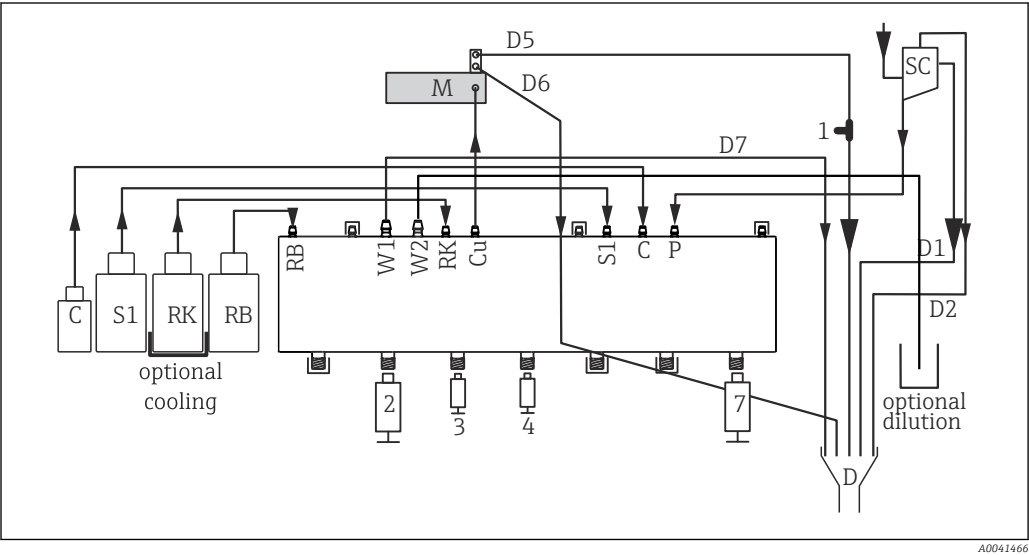 D5
SC
M
D6
1
D7
RB
W1
W2
RK
Cu
S1
C
P
D1
C
S1
RK
RB
D2
optional
cooling
2
3
4
7
optional
dilution
D
A0041466